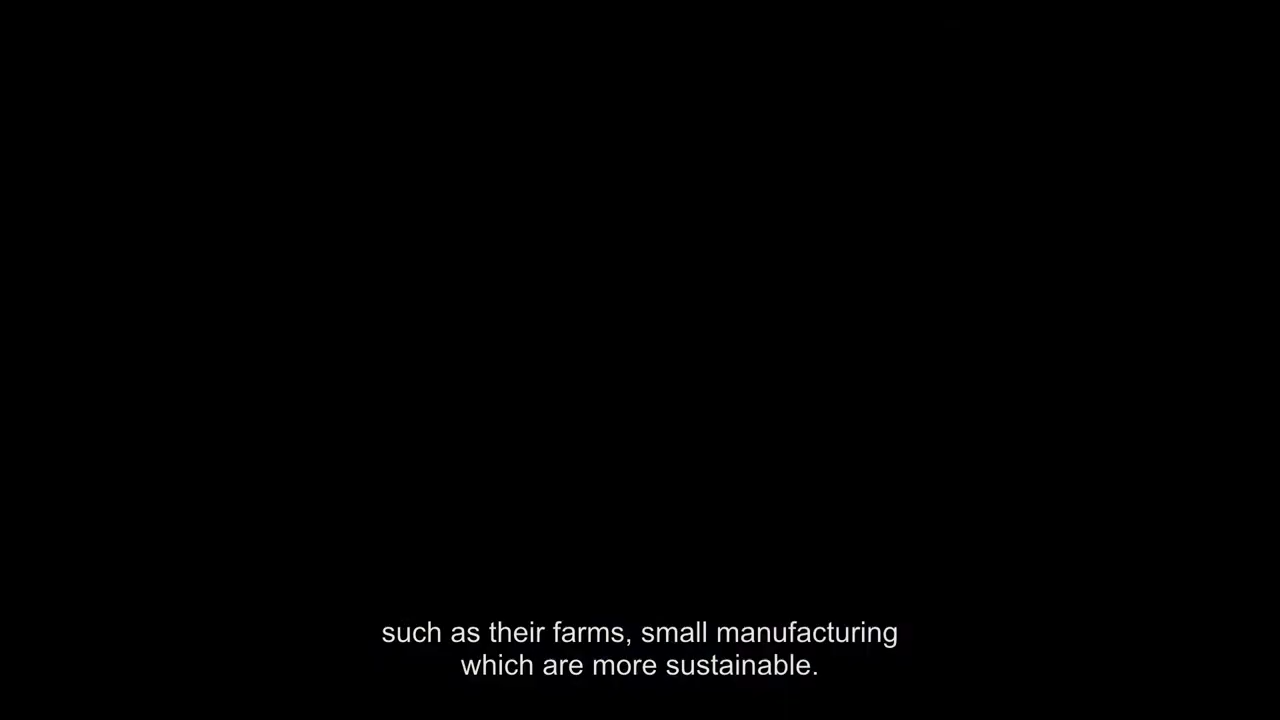 such as their farms, small manufacturing
which are more sustainable.